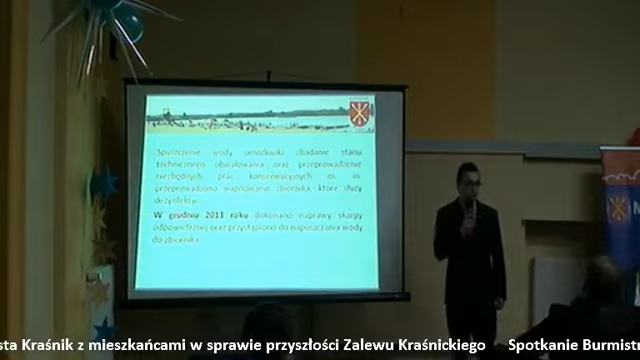 Spuszczenie wody umożliwiło zbadanie stanu
technicznego obwałowania oraz przeprowadzenie
niezbędnych prac konserwacyjnych m. in.
przeprowadzono wapnowanie zbiornika, które służy
dezynfekcji.
W grudniu 2013 roku dokonano naprawy skarpy
odpowietrznej oraz przystąpiono do napuszczania wody
do zbiornika
sta Kraśnik z mieszkańcami w sprawie przyszłości Zalewu Kraśnickiego Spotkanie Burmistr